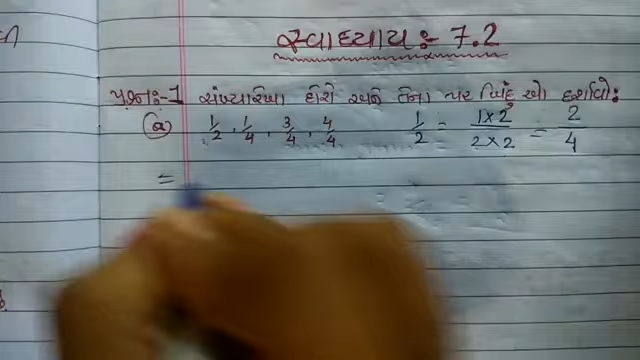 સ્વાધ્યાય :- 7.2
પ્રશ્ન:-1 સંખ્યારેખા દોરો અને તેના પર બિંદુઓ દર્શાવો:
(a) 1/2, 1/4, 3/4, 4/4 1/2 = 1×2/2×2 = 2/4
=